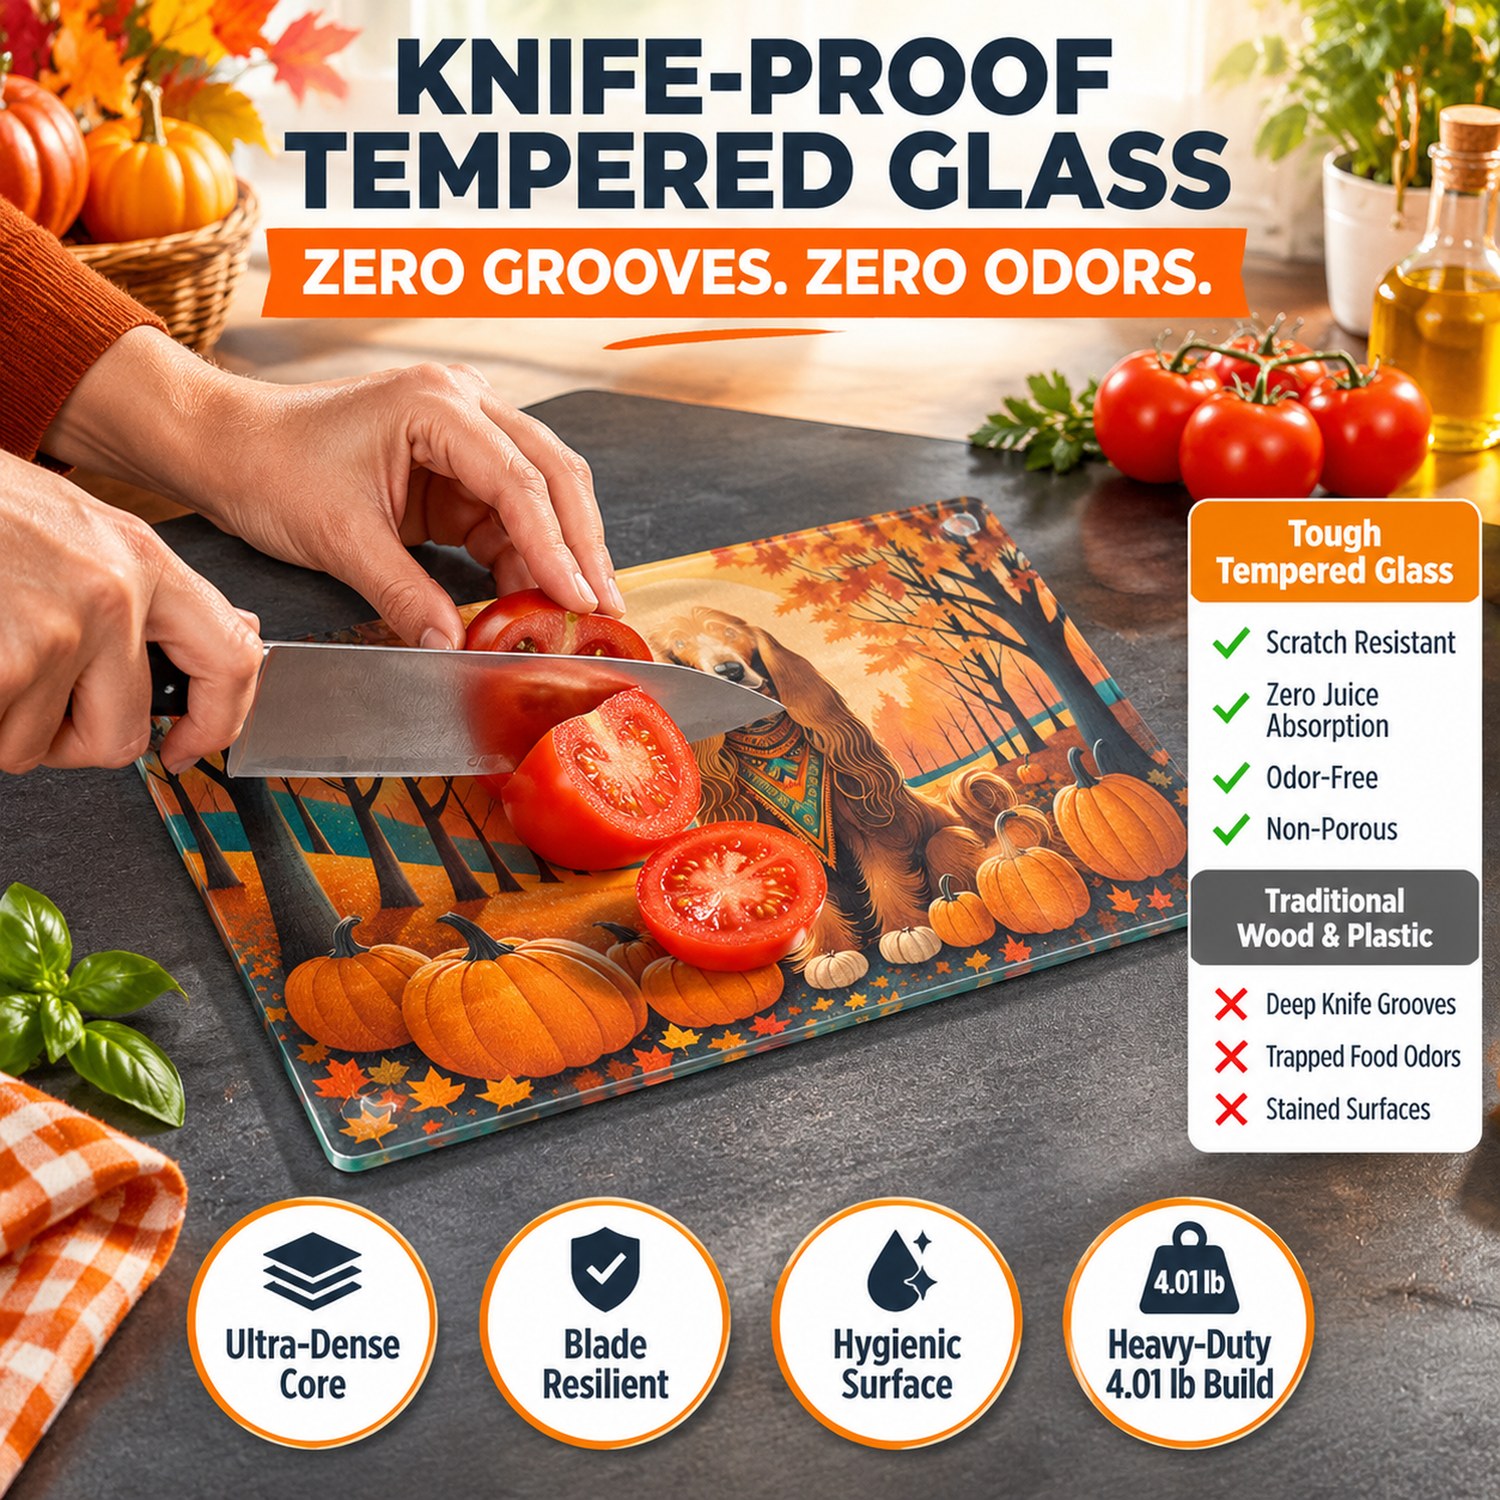 KNIFE-PROOF
TEMPERED GLASS
ZERO GROOVES. ZERO ODORS.
Tough
Tempered Glass
Scratch Resistant
Zero Juice
Absorption
Odor-Free
Non-Porous
Traditional
Wood & Plastic
Deep Knife Grooves
Trapped Food Odors
Stained Surfaces
Ultra-Dense
Core
Blade
Resilient
Hygienic
Surface
4.01 lb
Heavy-Duty
4.01 lb Build